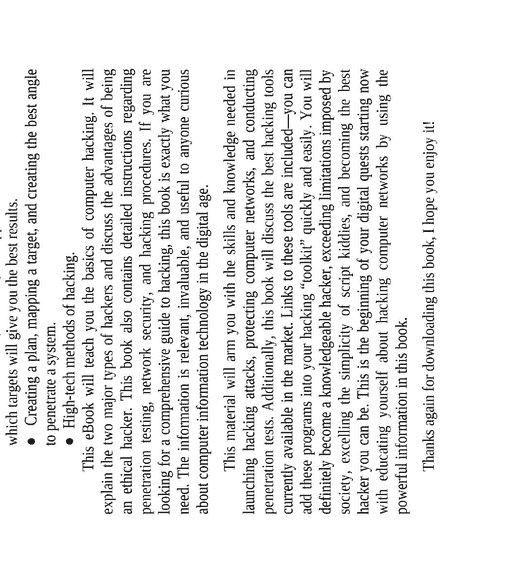 which targets will give you the best results.
● Creating a plan, mapping a target, and creating the best angle
to penetrate a system.
● High-tech methods of hacking.
This eBook will teach you the basics of computer hacking. It will
explain the two major types of hackers and discuss the advantages of being
an ethical hacker. This book also contains detailed instructions regarding
penetration testing, network security, and hacking procedures. If you are
looking for a comprehensive guide to hacking, this book is exactly what you
need. The information is relevant, invaluable, and useful to anyone curious
about computer information technology in the digital age.
This material will arm you with the skills and knowledge needed in
launching hacking attacks, protecting computer networks, and conducting
penetration tests. Additionally, this book will discuss the best hacking tools
currently available in the market. Links to these tools are included—you can
add these programs into your hacking “toolkit” quickly and easily. You will
definitely become a knowledgeable hacker, exceeding limitations imposed by
society, excelling the simplicity of script kiddies, and becoming the best
hacker you can be. This is the beginning of your digital quests starting now
with educating yourself about hacking computer networks by using the
powerful information in this book.
Thanks again for downloading this book, I hope you enjoy it!